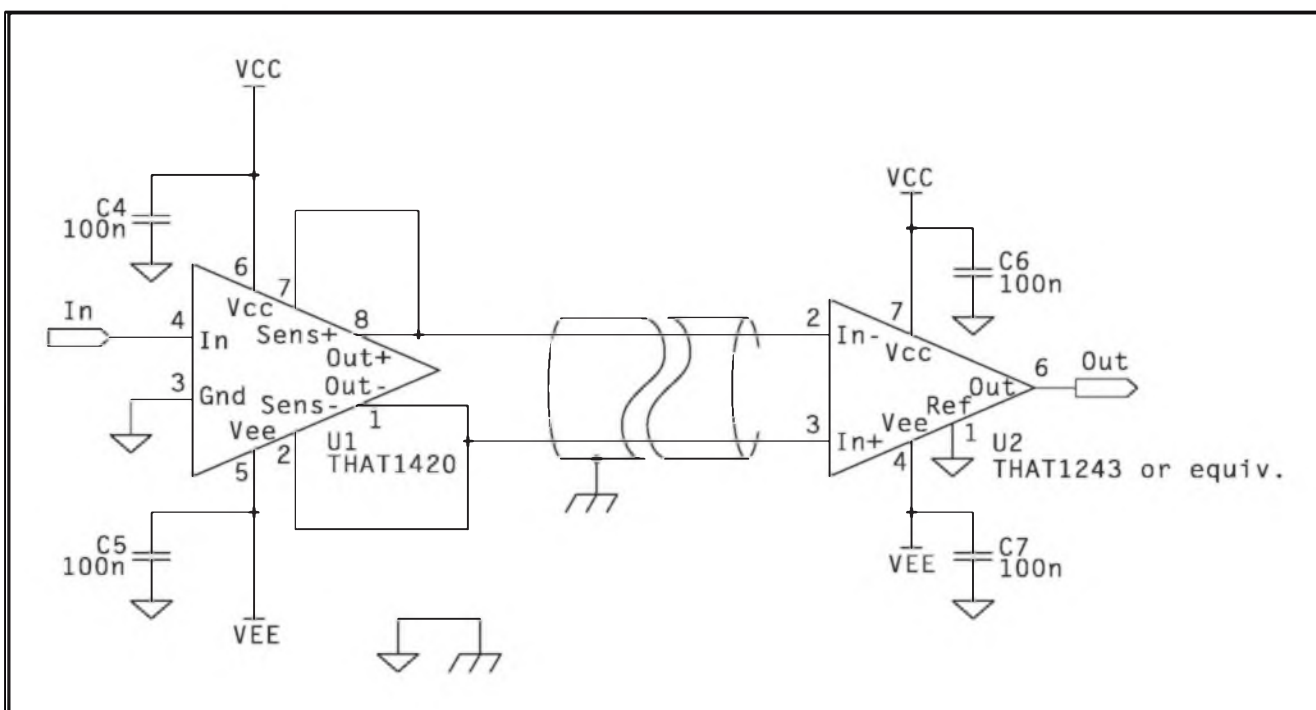 VCC
C4
100n
6
7
In
4
Vcc
In
Sens+
8
Out+
Out-
3
Gnd
Sens-
1
Vee
2
5
U1
THAT1420
C5
100n
VEE
VCC
C6
100n
2
7
In-
Vcc
6
Out
Out
Ref
3
Vee
1
In+
4
U2
THAT1243 or equiv.
C7
100n
VEE